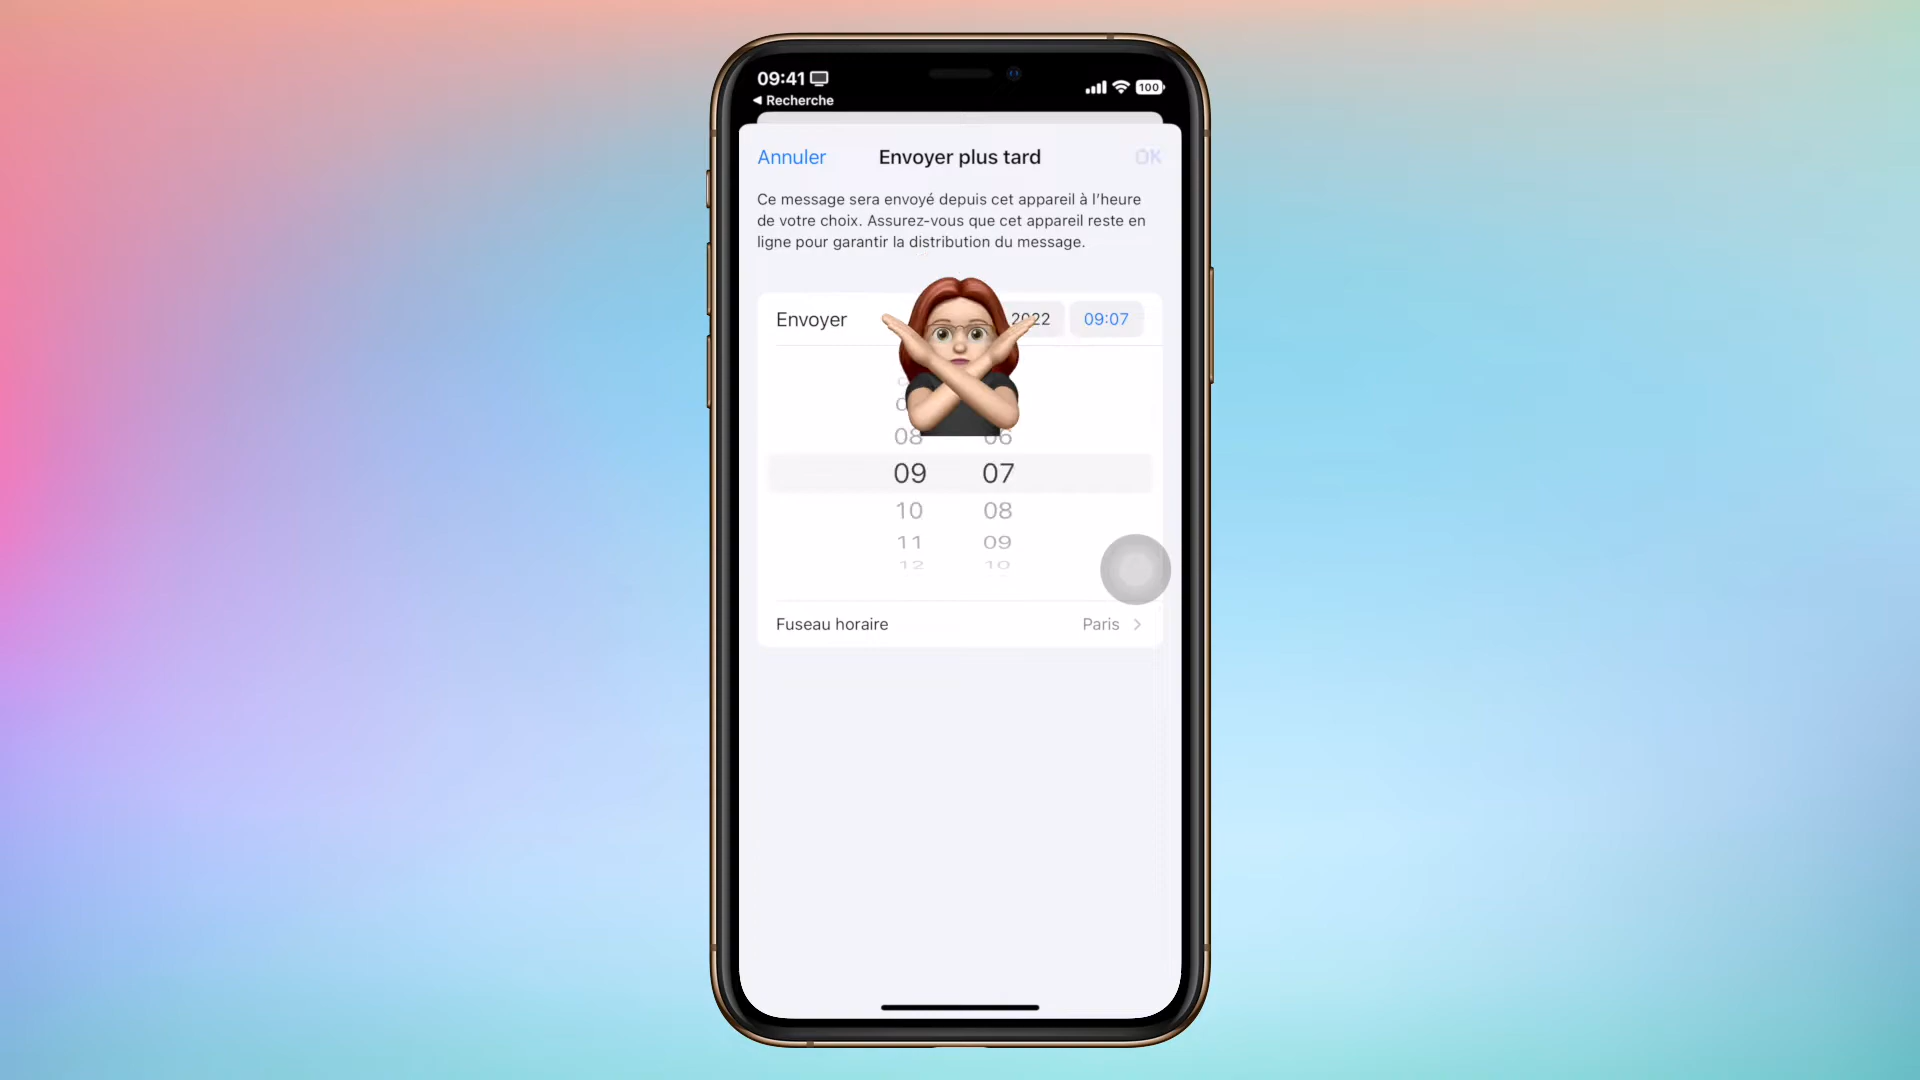 09:41
100
◀ Recherche
Annuler
Envoyer plus tard
OK
Ce message sera envoyé depuis cet appareil à l’heure
de votre choix. Assurez-vous que cet appareil reste en
ligne pour garantir la distribution du message.
Envoyer
2022
09:07
08 06
09 07
10 08
11 09
12 10
Fuseau horaire
Paris